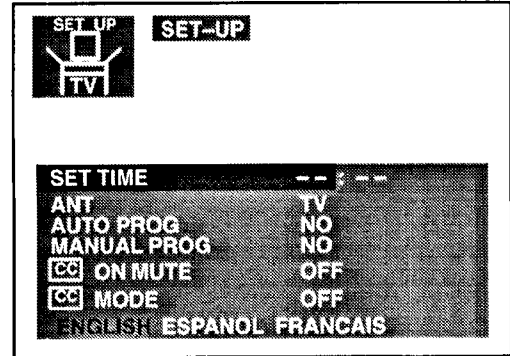 SET UP
SET-UP
TV
SET TIME --:--
ANT TV
AUTO PROG NO
MANUAL PROG NO
CC ON MUTE OFF
CC MODE OFF
ENGLISH ESPANOL FRANCAIS